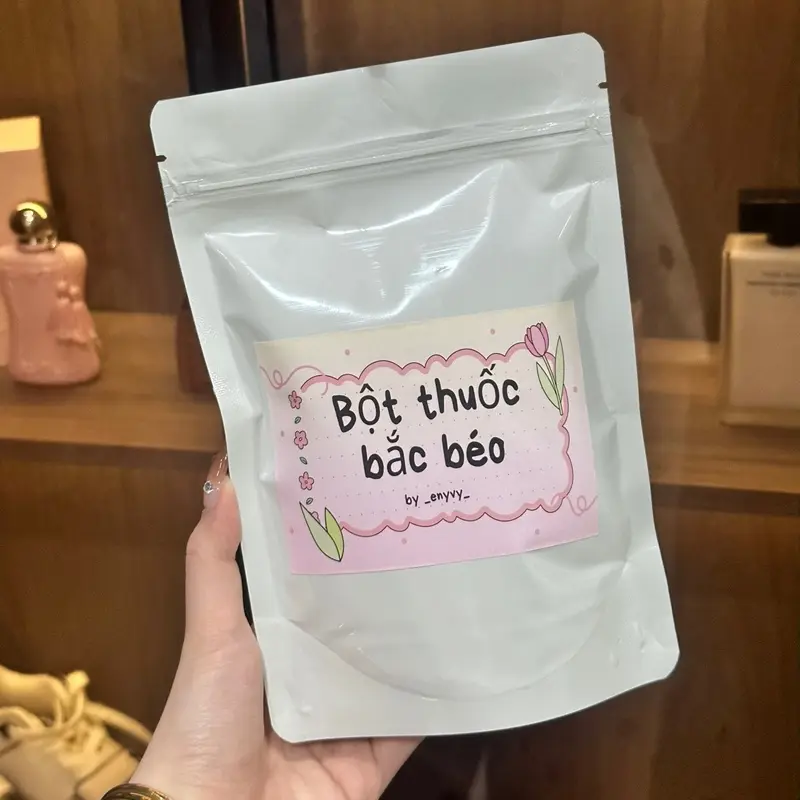 Bột thuốc
bắc béo
by _enyvy_